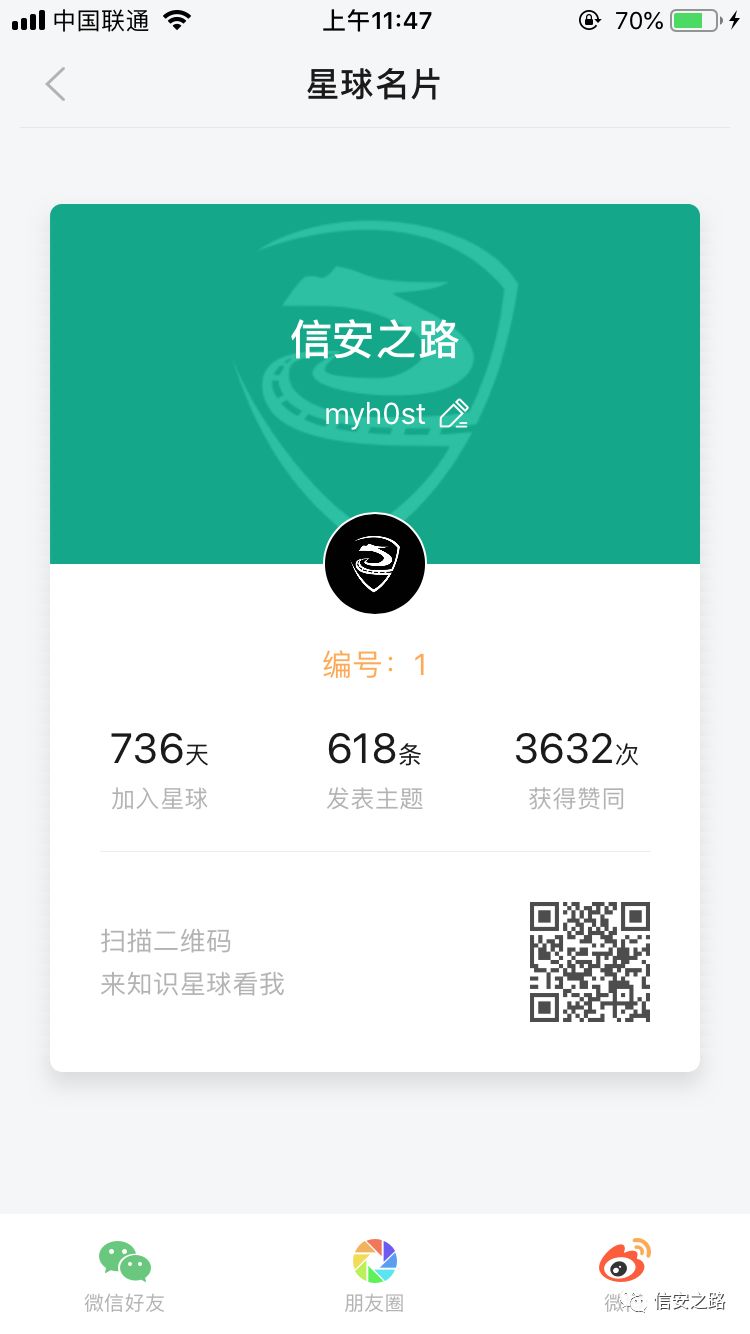 中国联通 上午11:47 70%
星球名片
信安之路
myh0st
编号：1
736天 618条 3632次
加入星球 发表主题 获得赞同
扫描二维码
来知识星球看我
微信好友 朋友圈 微
信安之路